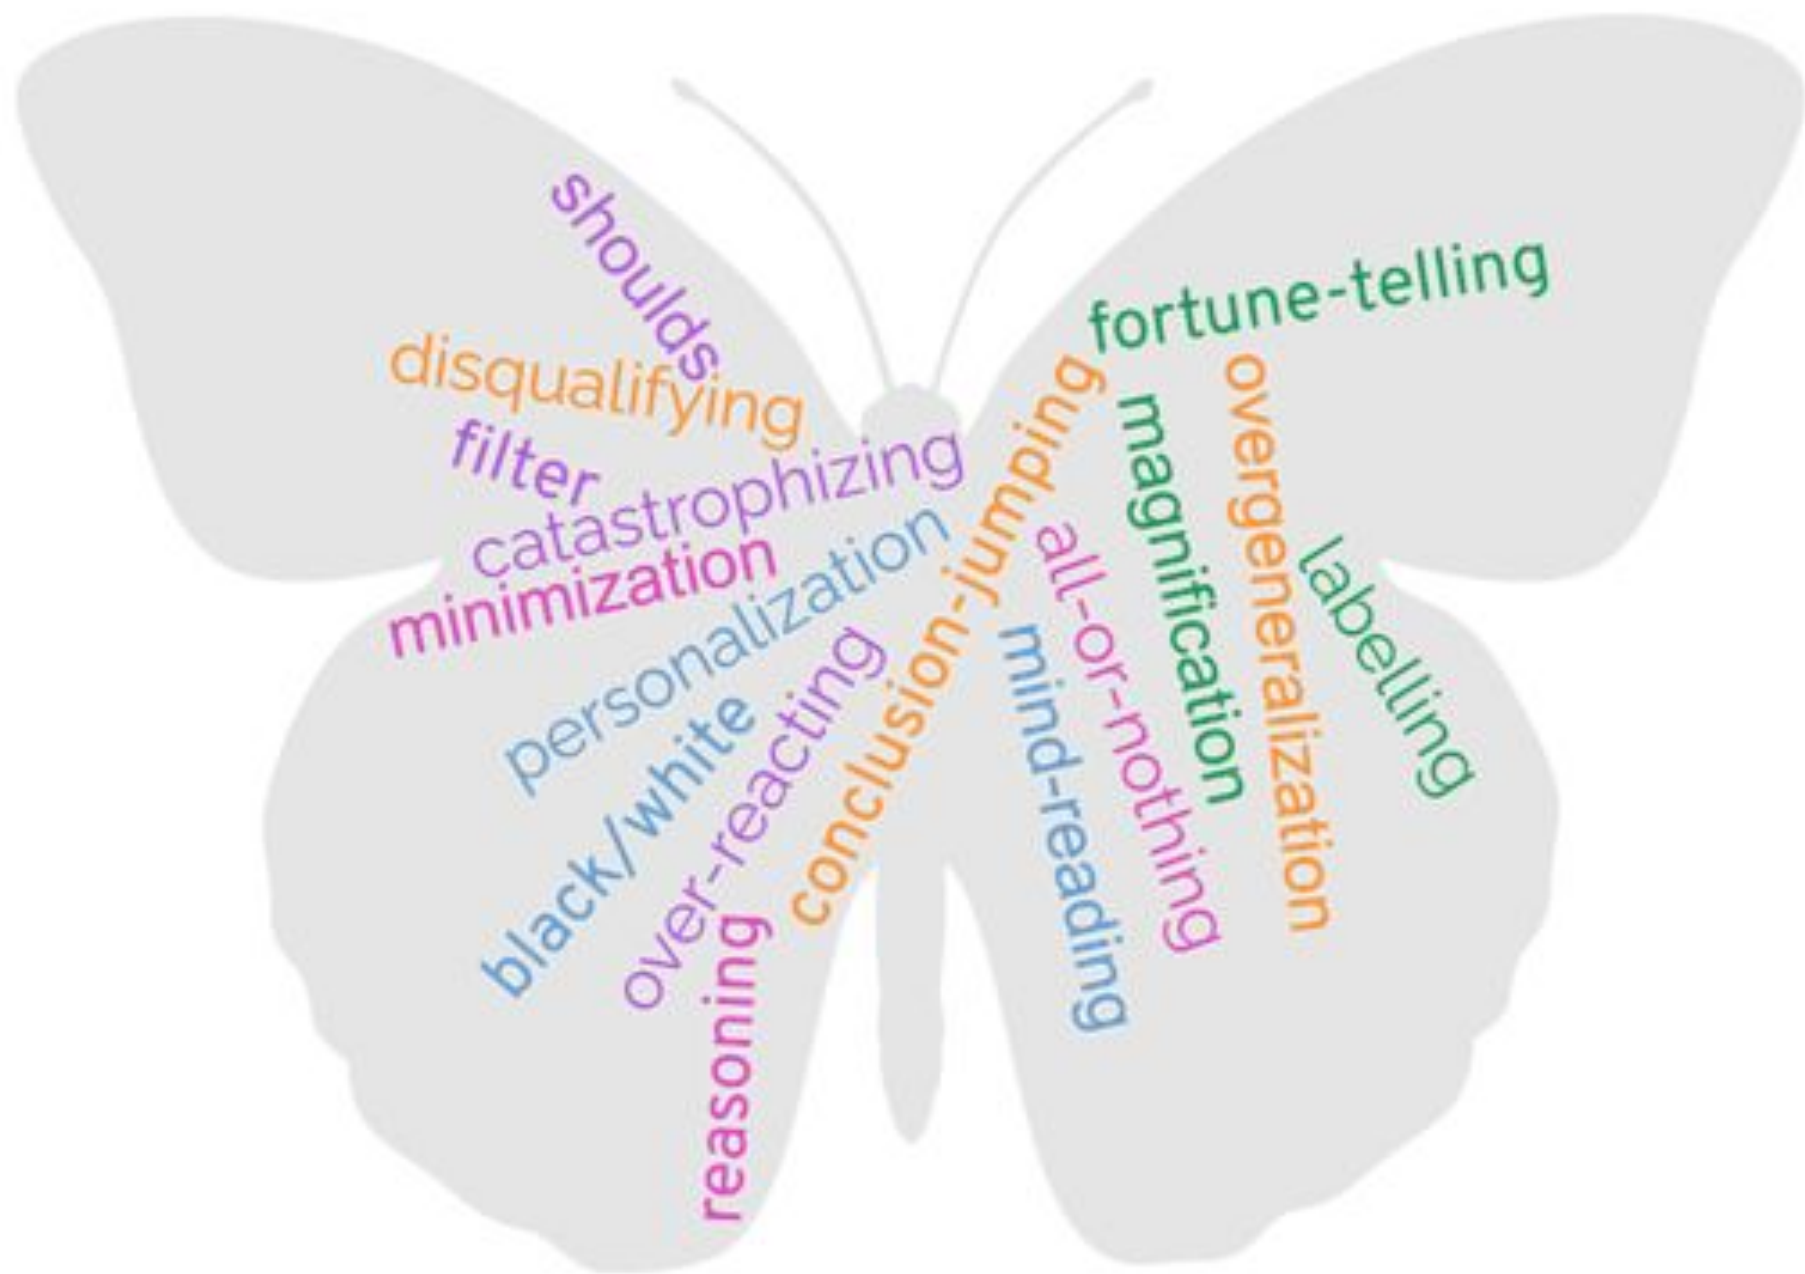 shoulds
disqualifying
filter
catastrophizing
minimization
personalization
black/white
over-reacting
reasoning
conclusion-jumping
fortune-telling
mind-reading
all-or-nothing
magnification
overgeneralization
labelling